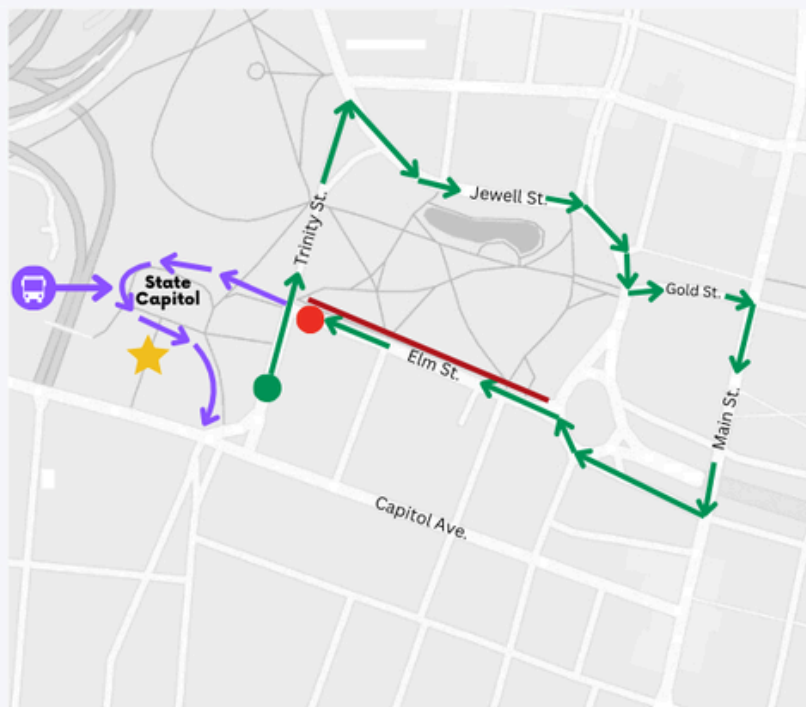 Jewell St.
Trinity St.
State
Capitol
Gold St.
Elm St.
Main St.
Capitol Ave.